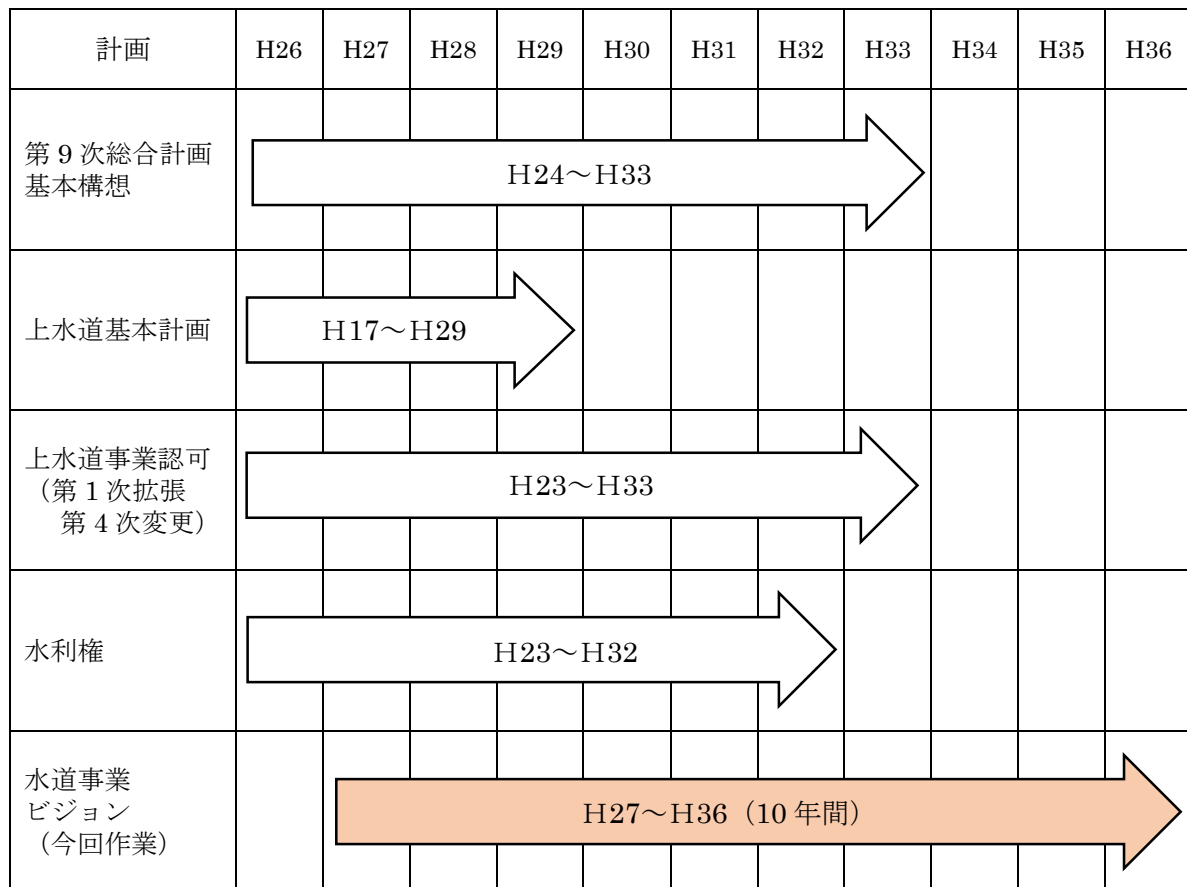 計画 H26 H27 H28 H29 H30 H31 H32 H33 H34 H35 H36
第9次総合計画
基本構想
H24～H33
上水道基本計画
H17～H29
上水道事業認可
（第1次拡張
第4次変更）
H23～H33
水利権
H23～H32
水道事業
ビジョン
（今回作業）
H27～H36（10年間）